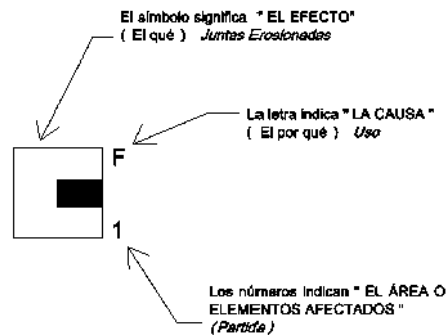 El símbolo significa " EL EFECTO"
( El qué ) Juntas Erosionadas
F
La letra indica " LA CAUSA "
( El por qué ) Uso
1
Los números indican " EL ÁREA O
ELEMENTOS AFECTADOS "
(Partida )